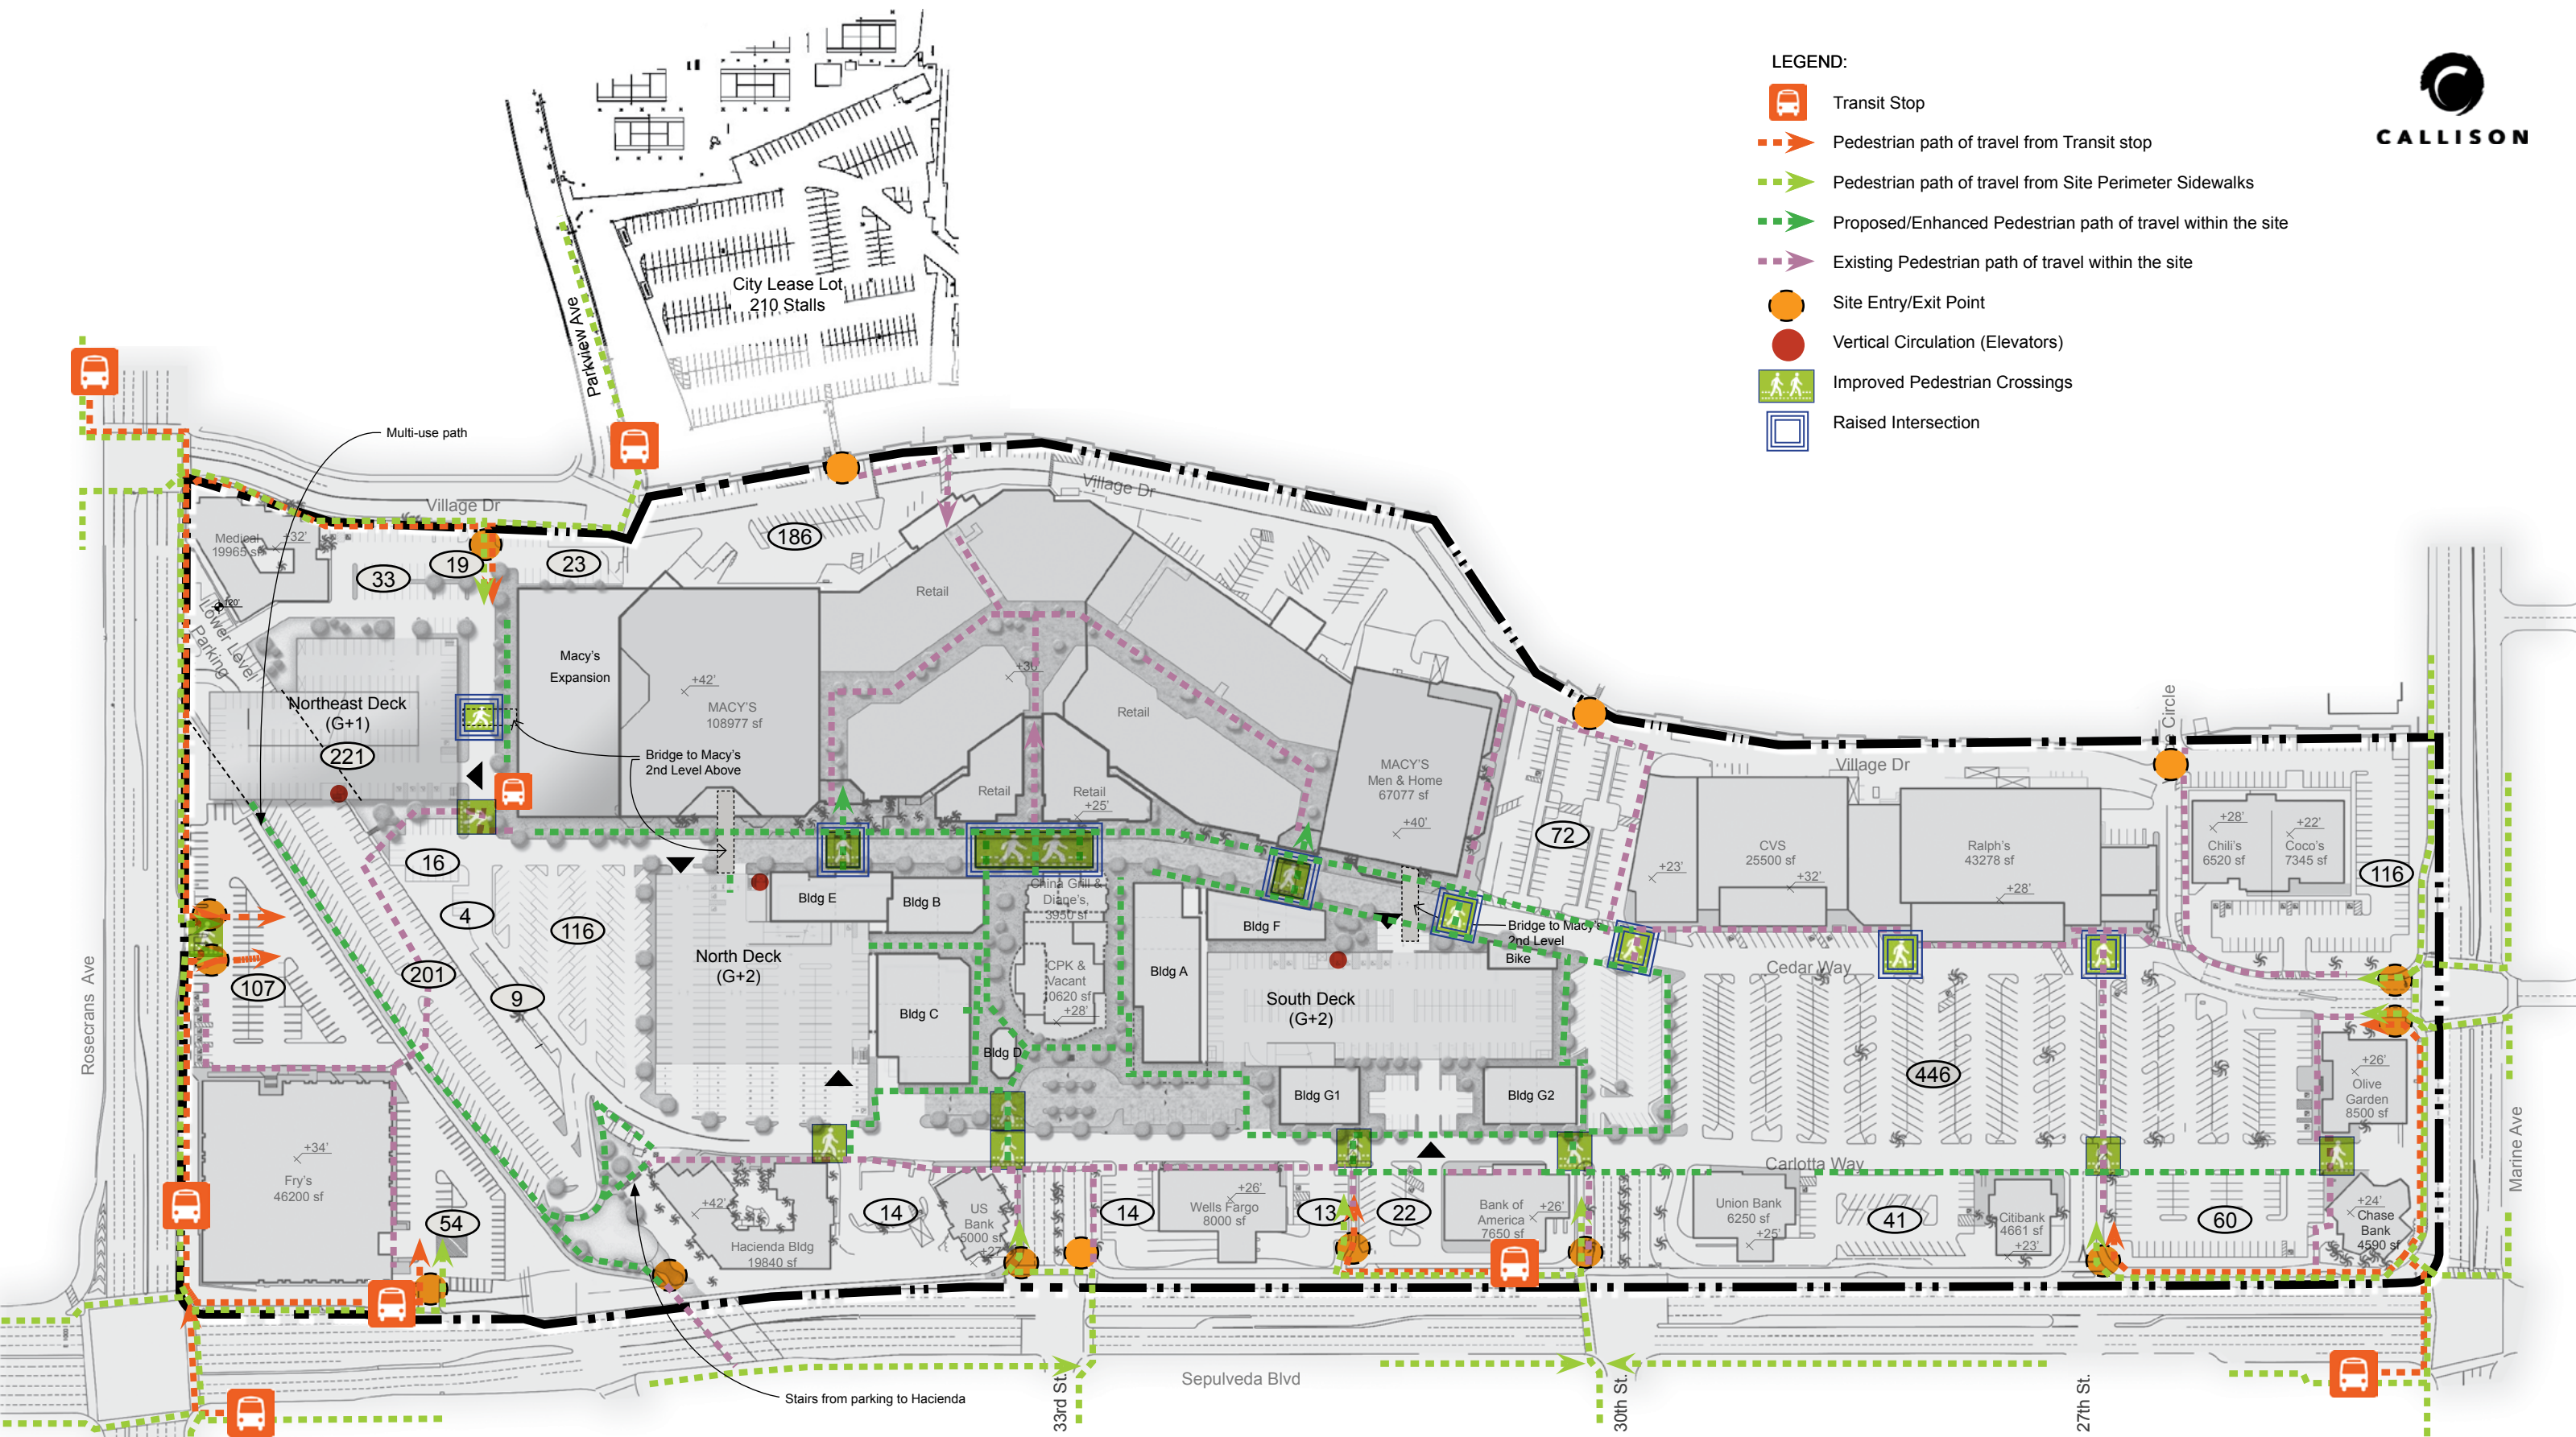 LEGEND:
Transit Stop
Pedestrian path of travel from Transit stop
Pedestrian path of travel from Site Perimeter Sidewalks
Proposed/Enhanced Pedestrian path of travel within the site
Existing Pedestrian path of travel within the site
Site Entry/Exit Point
Vertical Circulation (Elevators)
Improved Pedestrian Crossings
Raised Intersection
CALLISON
City Lease Lot
210 Stalls
Parkview Ave
Multi-use path
Village Dr
Village Dr
Medical
19965 sf
+32'
33
19
23
186
Lower Level
Parking
Retail
Macy's
Expansion
+42'
MACY'S
108977 sf
+30'
Retail
Northeast Deck
(G+1)
221
Bridge to Macy's
2nd Level Above
Retail
Retail
+25'
MACY'S
Men & Home
67077 sf
+40'
72
Village Dr
Circle
+23'
CVS
25500 sf
+32'
Ralph's
43278 sf
+28'
+28'
Chili's
6520 sf
+22'
Coco's
7345 sf
116
16
4
116
201
9
107
Rosecrans Ave
Bldg E
Bldg B
China Grill &
Diane's,
3950 sf
North Deck
(G+2)
Bldg C
CPK &
Vacant
10620 sf
+28'
Bldg D
Bldg A
Bldg F
Bridge to Macy's
2nd Level
Bike
South Deck
(G+2)
Bldg G1
Bldg G2
Cedar Way
446
+26'
Olive
Garden
8500 sf
Marine Ave
Carlotta Way
+34'
Fry's
46200 sf
54
+42'
Hacienda Bldg
19840 sf
14
US
Bank
5000 sf
+27'
14
+26'
Wells Fargo
8000 sf
13
22
Bank of
America
7650 sf
+26'
Union Bank
6250 sf
+25'
41
Citibank
4661 sf
+23'
60
+24'
Chase
Bank
4590 sf
Stairs from parking to Hacienda
33rd St.
Sepulveda Blvd
30th St.
27th St.